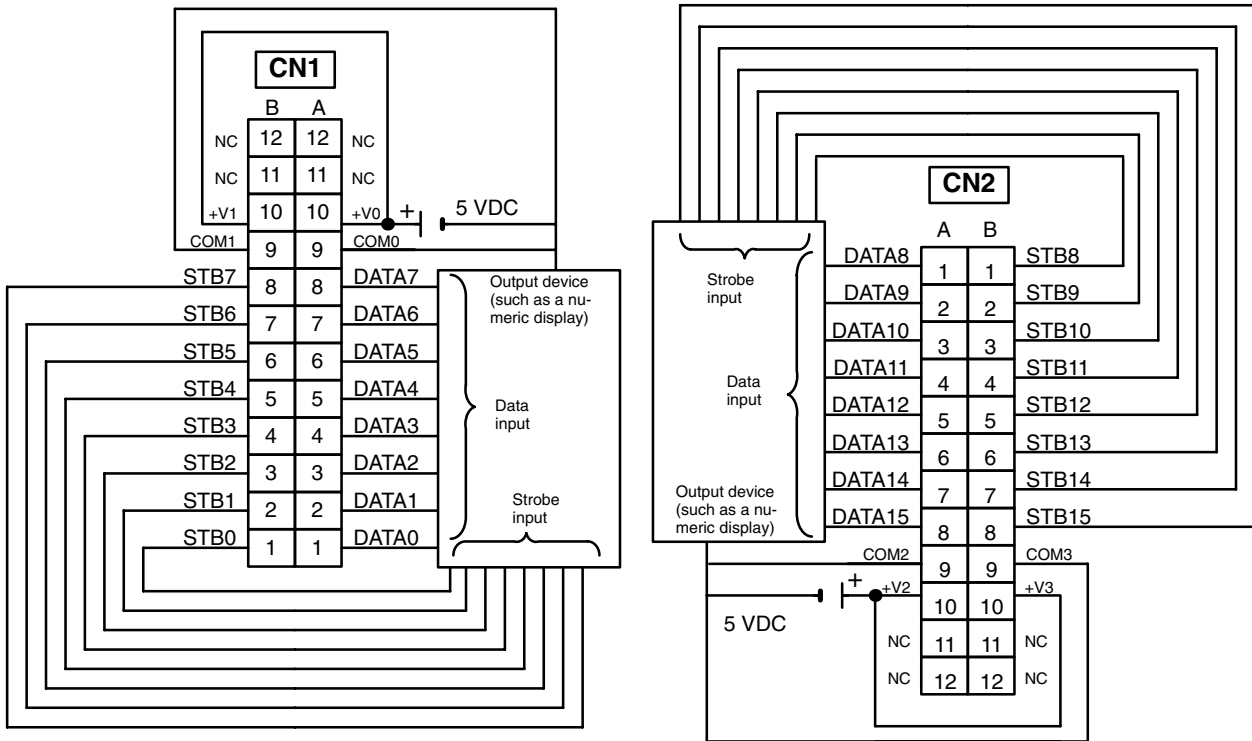 CN1
B A
NC 12 12 NC
NC 11 11 NC
+V1 10 10 +V0 + 5 VDC
COM1 9 9 COM0
STB7 8 8 DATA7
STB6 7 7 DATA6
STB5 6 6 DATA5
STB4 5 5 DATA4
STB3 4 4 DATA3
STB2 3 3 DATA2
STB1 2 2 DATA1
STB0 1 1 DATA0
Output device
(such as a nu-
meric display)
Data
input
Strobe
input
CN2
A B
Strobe
input
Data
input
Output device
(such as a nu-
meric display)
DATA8 1 1 STB8
DATA9 2 2 STB9
DATA10 3 3 STB10
DATA11 4 4 STB11
DATA12 5 5 STB12
DATA13 6 6 STB13
DATA14 7 7 STB14
DATA15 8 8 STB15
COM2 9 9 COM3
+ +V2 10 10 +V3
5 VDC
NC 11 11 NC
NC 12 12 NC